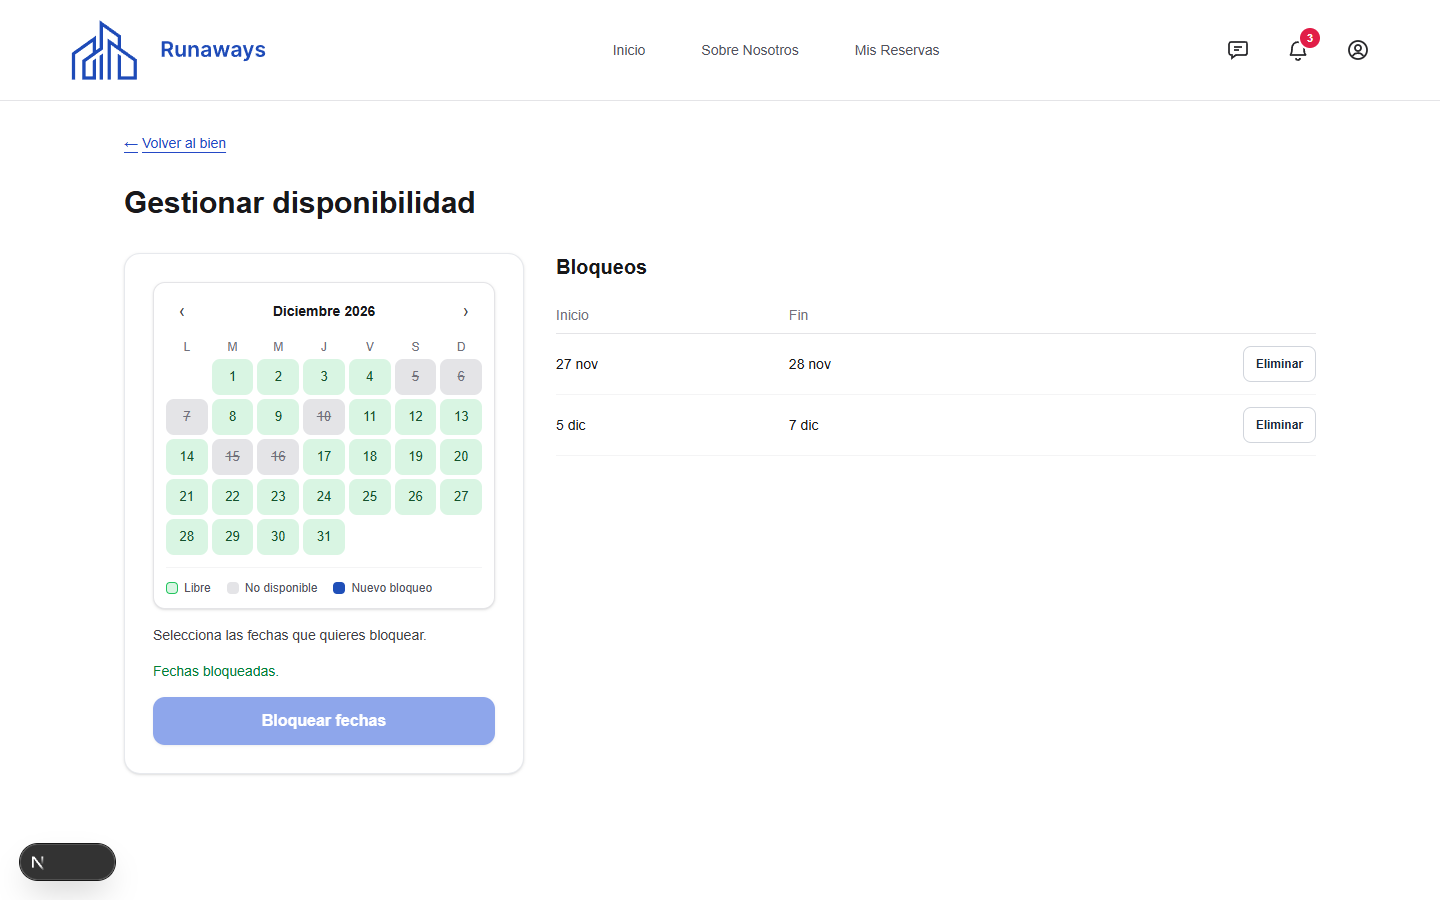 Runaways
Inicio
Sobre Nosotros
Mis Reservas
3
← Volver al bien
Gestionar disponibilidad
‹ Diciembre 2026 ›
L M M J V S D
1 2 3 4 5 6
7 8 9 10 11 12 13
14 15 16 17 18 19 20
21 22 23 24 25 26 27
28 29 30 31
Libre No disponible Nuevo bloqueo
Selecciona las fechas que quieres bloquear.
Fechas bloqueadas.
Bloquear fechas
Bloqueos
Inicio Fin
27 nov 28 nov Eliminar
5 dic 7 dic Eliminar
N